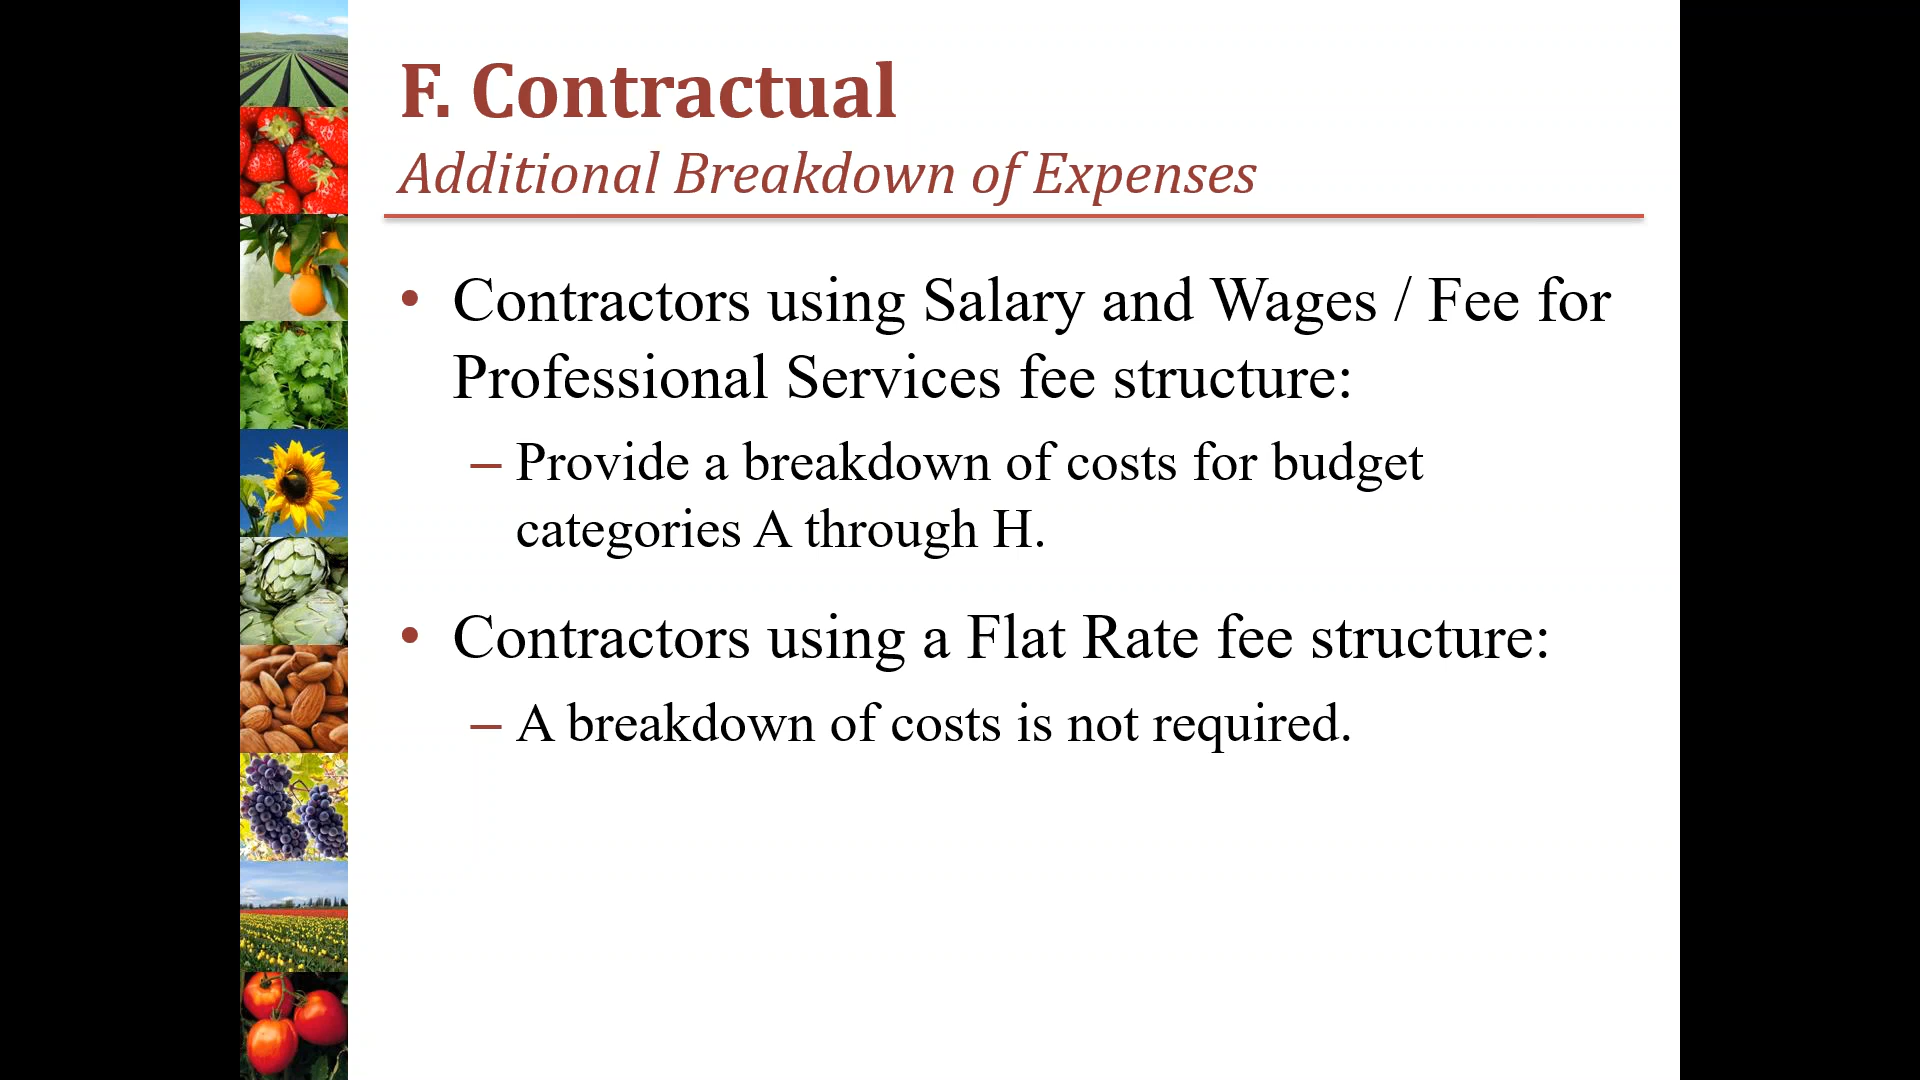 F. Contractual
Additional Breakdown of Expenses
• Contractors using Salary and Wages / Fee for
Professional Services fee structure:
– Provide a breakdown of costs for budget
categories A through H.
• Contractors using a Flat Rate fee structure:
– A breakdown of costs is not required.